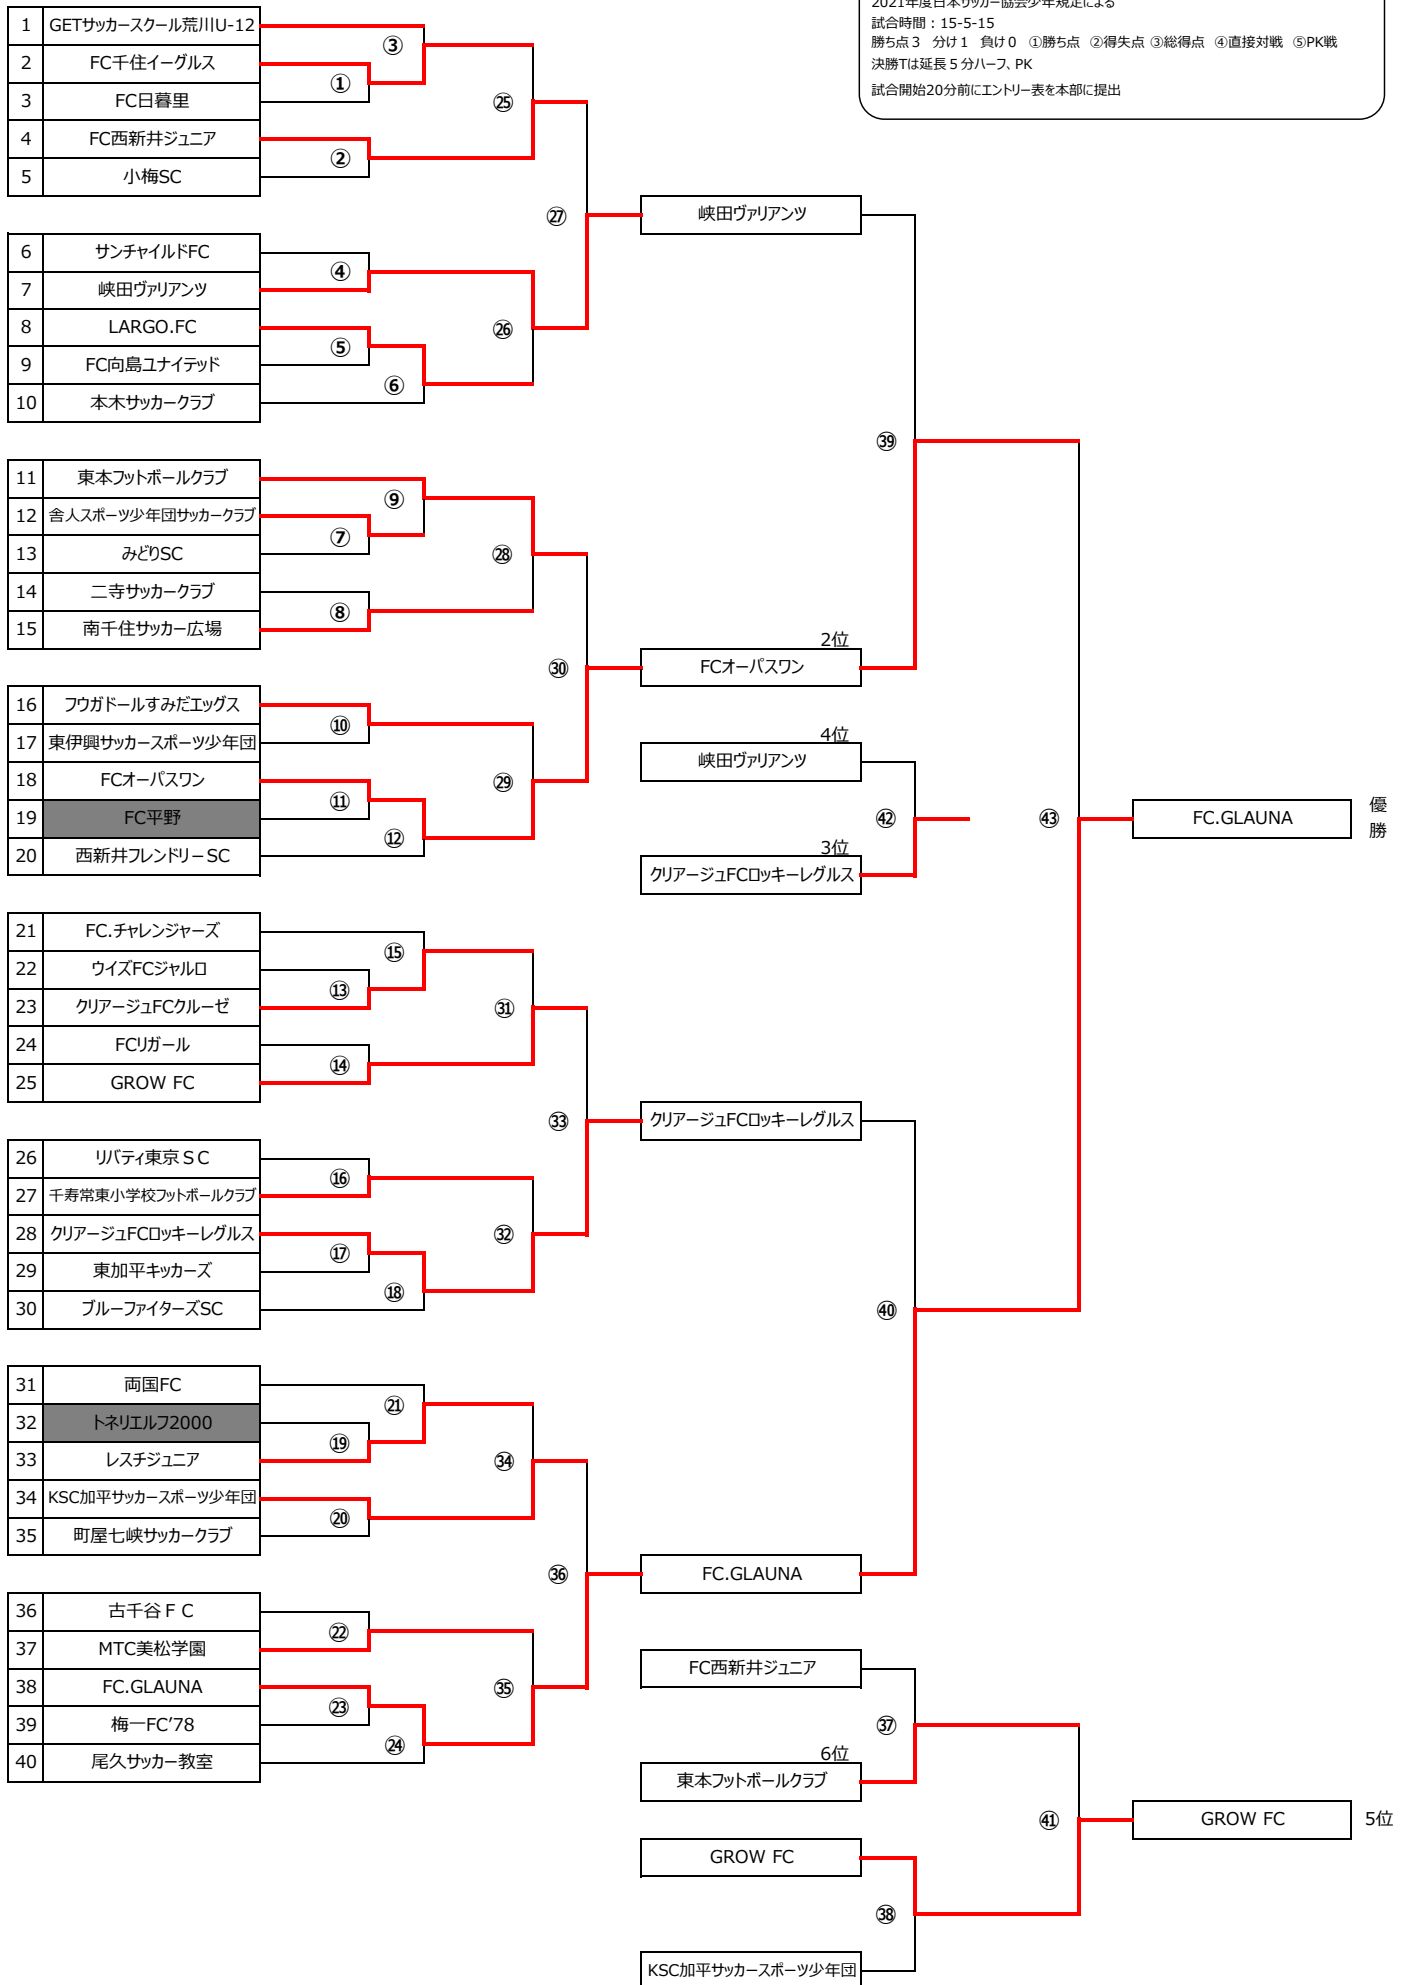 2021年度日本サッカー協会少年規定による
試合時間：15-5-15
勝ち点３ 分け１ 負け０ ①勝ち点 ②得失点 ③総得点 ④直接対戦 ⑤PK戦
決勝Tは延長５分ハーフ、PK
試合開始20分前にエントリー表を本部に提出
1 GETサッカースクール荒川U-12
③
2 FC千住イーグルス
①
3 FC日暮里
㉕
4 FC西新井ジュニア
②
5 小梅SC
㉗
峡田ヴァリアンツ
6 サンチャイルドFC
④
7 峡田ヴァリアンツ
8 LARGO.FC
㉖
⑤
9 FC向島ユナイテッド
⑥
10 本木サッカークラブ
㊴
11 東本フットボールクラブ
⑨
12 舎人スポーツ少年団サッカークラブ
⑦
13 みどりSC
㉘
14 二寺サッカークラブ
⑧
15 南千住サッカー広場
2位
㉚
FCオーパスワン
16 フウガドールすみだエッグス
⑩
17 東伊興サッカースポーツ少年団
4位
峡田ヴァリアンツ
18 FCオーパスワン
㉙
⑪
19 FC平野
㊷
㊸
FC.GLAUNA
優勝
⑫
20 西新井フレンドリーSC
3位
クリアージュFCロッキーレグルス
21 FC.チャレンジャーズ
⑮
22 ウイズFCジャルロ
⑬
23 クリアージュFCクルーゼ
㉛
24 FCリガール
⑭
25 GROW FC
㉝
クリアージュFCロッキーレグルス
26 リバティ東京ＳＣ
⑯
27 千寿常東小学校フットボールクラブ
28 クリアージュFCロッキーレグルス
㉜
⑰
29 東加平キッカーズ
⑱
30 ブルーファイターズSC
㊵
31 両国FC
㉑
32 トネリエルフ2000
⑲
33 レスチジュニア
㉞
34 KSC加平サッカースポーツ少年団
⑳
35 町屋七峡サッカークラブ
㊱
FC.GLAUNA
36 古千谷ＦＣ
㉒
37 MTC美松学園
FC西新井ジュニア
38 FC.GLAUNA
㉟
㉓
39 梅一FC'78
㊲
㉔
6位
40 尾久サッカー教室
東本フットボールクラブ
㊶
GROW FC
5位
GROW FC
㊳
KSC加平サッカースポーツ少年団